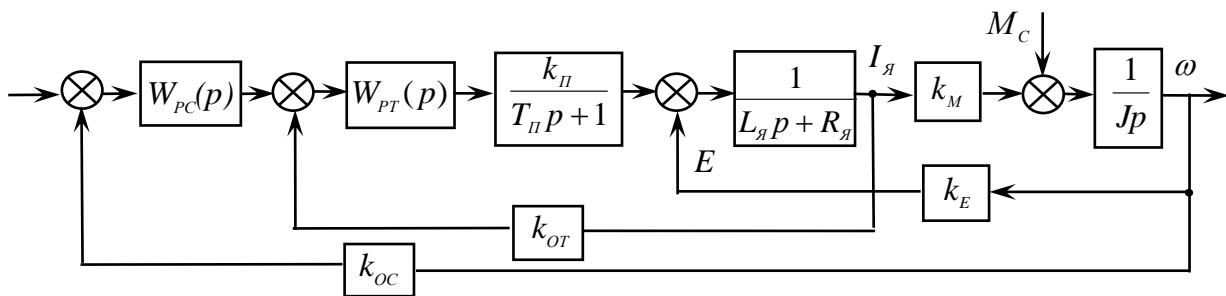 W_{PC}(p)
W_{PT}(p)
k_П
T_П p + 1
1
L_Я p + R_Я
I_Я
k_M
M_C
1
Jp
ω
E
k_E
k_{OT}
k_{OC}